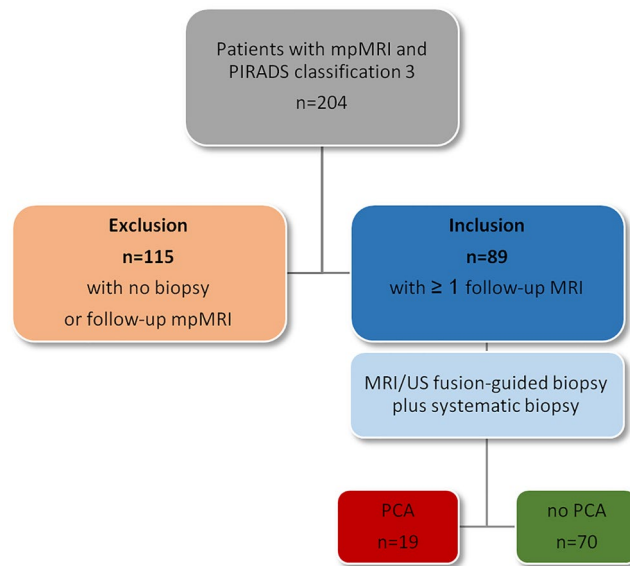 Patients with mpMRI and
PIRADS classification 3
n=204
Exclusion
n=115
with no biopsy
or follow-up mpMRI
Inclusion
n=89
with ≥ 1 follow-up MRI
MRI/US fusion-guided biopsy
plus systematic biopsy
PCA
n=19
no PCA
n=70